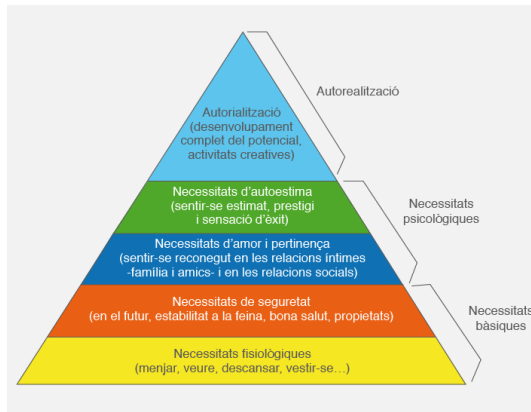 Autorialització
(desenvolupament
complet del potencial,
activitats creatives)
Autorealització
Necessitats d'autoestima
(sentir-se estimat, prestigi
i sensació d'èxit)
Necessitats
psicològiques
Necessitats d'amor i pertinença
(sentir-se reconegut en les relacions íntimes
-família i amics- i en les relacions socials)
Necessitats de seguretat
(en el futur, estabilitat a la feina, bona salut, propietats)
Necessitats
bàsiques
Necessitats fisiològiques
(menjar, veure, descansar, vestir-se…)